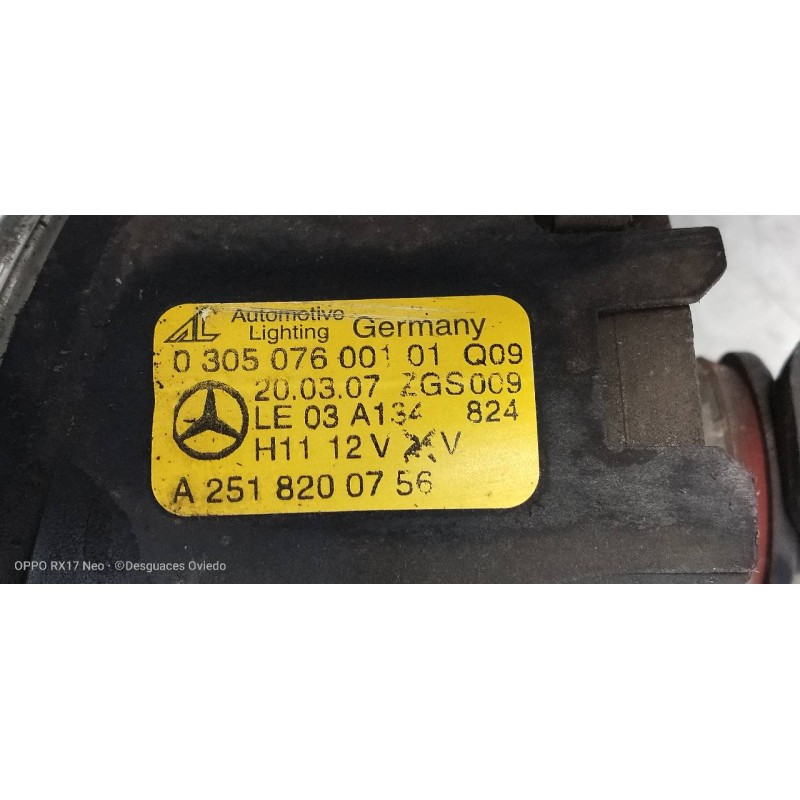 AL Automotive Lighting Germany
0 305 076 001 01 Q09
20.03.07 ZGS009
LE 03 A134 824
H11 12 V V
A 251 820 07 56
OPPO RX17 Neo · ©Desguaces Oviedo